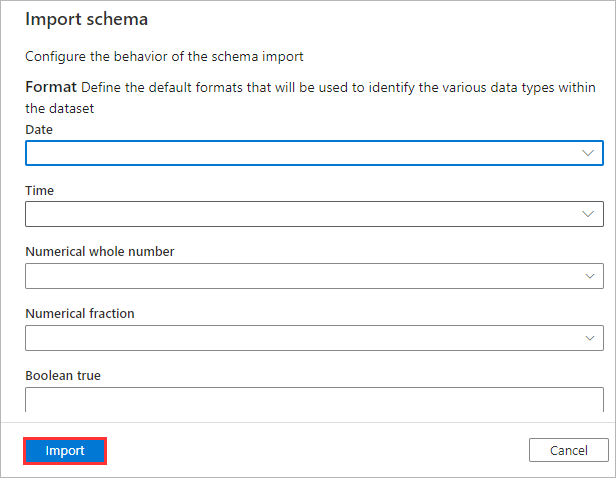 Import schema
Configure the behavior of the schema import
Format Define the default formats that will be used to identify the various data types within
the dataset
Date
Time
Numerical whole number
Numerical fraction
Boolean true
Import
Cancel